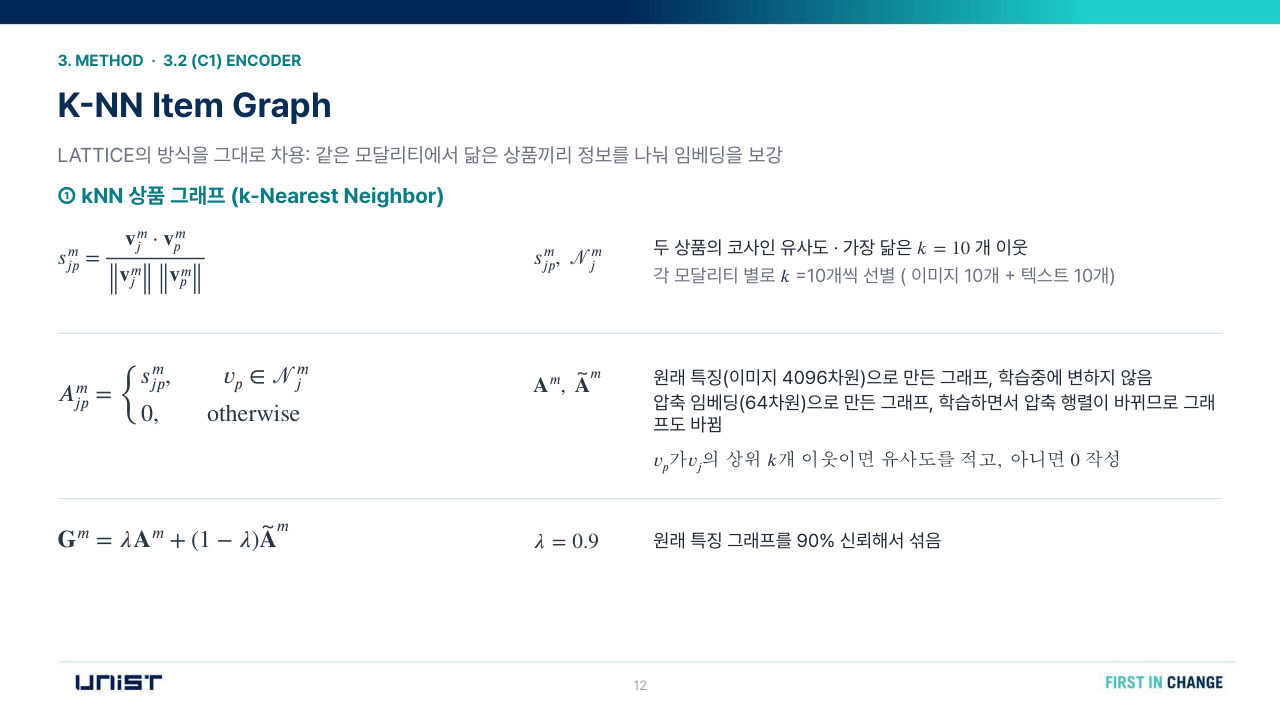 3. METHOD · 3.2 (C1) ENCODER
K-NN Item Graph
LATTICE의 방식을 그대로 차용: 같은 모달리티에서 닮은 상품끼리 정보를 나눠 임베딩을 보강
① kNN 상품 그래프 (k-Nearest Neighbor)
s^m_{jp} = (v^m_j · v^m_p) / (‖v^m_j‖ ‖v^m_p‖)
s^m_{jp}, 𝒩^m_j
두 상품의 코사인 유사도 · 가장 닮은 k = 10 개 이웃
각 모달리티 별로 k =10개씩 선별 ( 이미지 10개 + 텍스트 10개)
A^m_{jp} = { s^m_{jp}, v_p ∈ 𝒩^m_j
0, otherwise
A^m, Ã^m
원래 특징(이미지 4096차원)으로 만든 그래프, 학습중에 변하지 않음
압축 임베딩(64차원)으로 만든 그래프, 학습하면서 압축 행렬이 바뀌므로 그래
프도 바뀜
v_p가v_j의 상위 k개 이웃이면 유사도를 적고, 아니면 0 작성
G^m = λA^m + (1 − λ)Ã^m
λ = 0.9
원래 특징 그래프를 90% 신뢰해서 섞음
UNIST
12
FIRST IN CHANGE